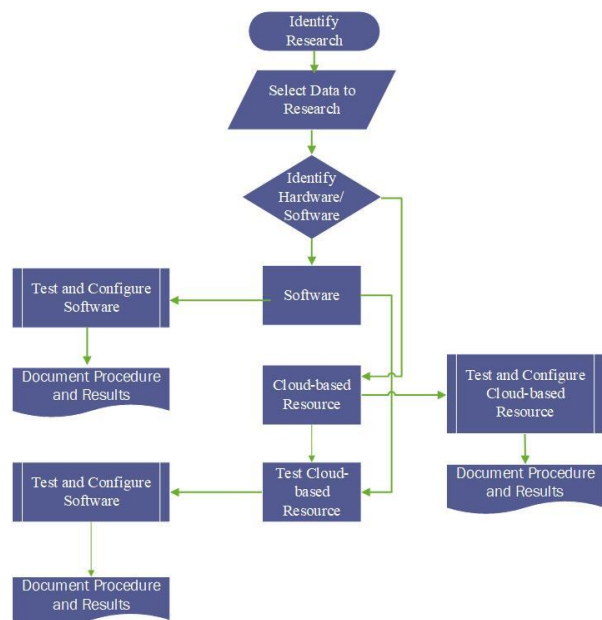 Identify
Research
Select Data to
Research
Identify
Hardware/
Software
Test and Configure
Software
Software
Document Procedure
and Results
Cloud-based
Resource
Test and Configure
Cloud-based
Resource
Test and Configure
Software
Test Cloud-
based
Resource
Document Procedure
and Results
Document Procedure
and Results